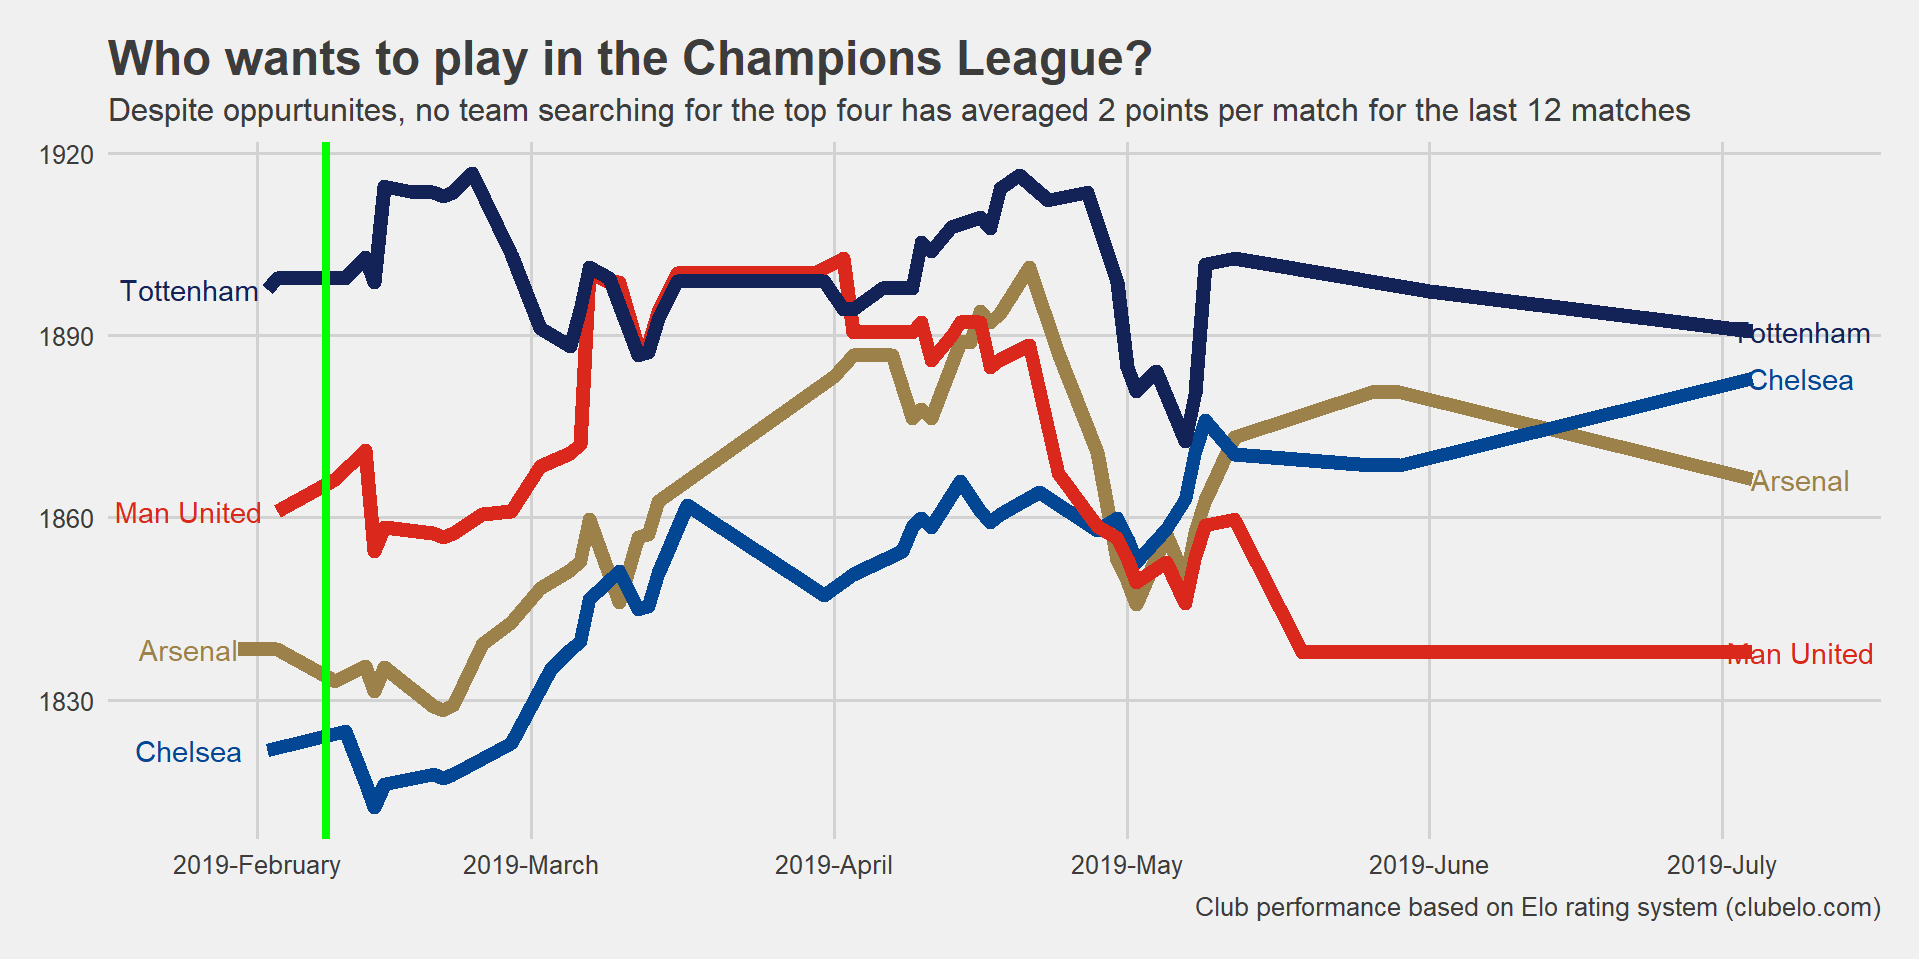 Who wants to play in the Champions League?
Despite oppurtunites, no team searching for the top four has averaged 2 points per match for the last 12 matches
1920
1890
1860
1830
Tottenham
Man United
Arsenal
Chelsea
Tottenham
Chelsea
Arsenal
Man United
2019-February
2019-March
2019-April
2019-May
2019-June
2019-July
Club performance based on Elo rating system (clubelo.com)